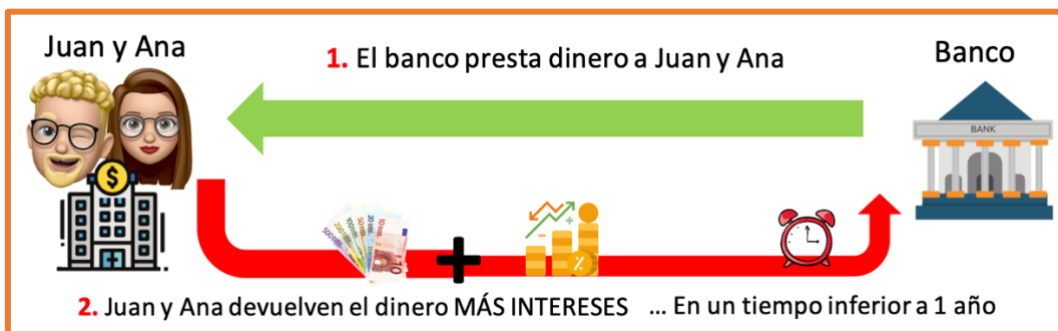 Juan y Ana
1. El banco presta dinero a Juan y Ana
Banco
$
BANK
%
2. Juan y Ana devuelven el dinero MÁS INTERESES ... En un tiempo inferior a 1 año